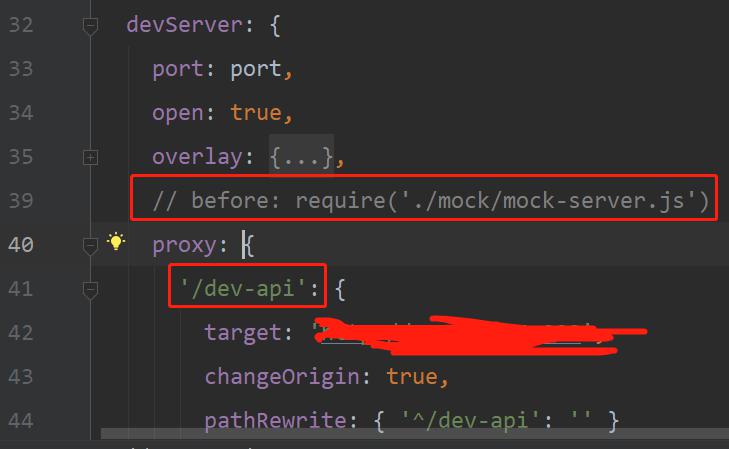 32 devServer: {
33 port: port,
34 open: true,
35 overlay: {...},
39 // before: require('./mock/mock-server.js')
40 proxy: {
41 '/dev-api': {
42 target: '
43 changeOrigin: true,
44 pathRewrite: { '^/dev-api': '' }